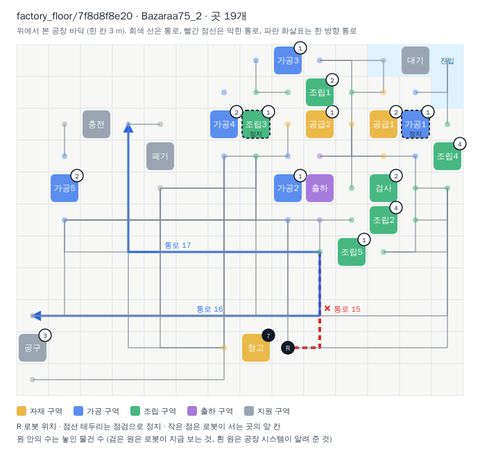 factory_floor/7f8d8f8e20 · Bazaraa75_2 · 곳 19개
위에서 본 공장 바닥 (한 칸 3 m). 회색 선은 통로, 빨간 점선은 막힌 통로, 파란 화살표는 한 방향 통로
가공3 1 대기 진입
조립1 2
충전 가공4 2 조립3 1 정지 공급2 1 공급1 2 가공1 1 정지
폐기 조립4 4
가공5 2 가공2 1 출하 검사 2
조립2 4
통로 17 조립5 1
통로 16 ✕ 통로 15
공구 3 창고 7 R
자재 구역 가공 구역 조립 구역 출하 구역 지원 구역
R 로봇 위치 · 점선 테두리는 점검으로 정지 · 작은 점은 로봇이 서는 곳의 앞 칸
원 안의 수는 놓인 물건 수 (검은 원은 로봇이 지금 보는 것, 흰 원은 공장 시스템이 알려 준 것)